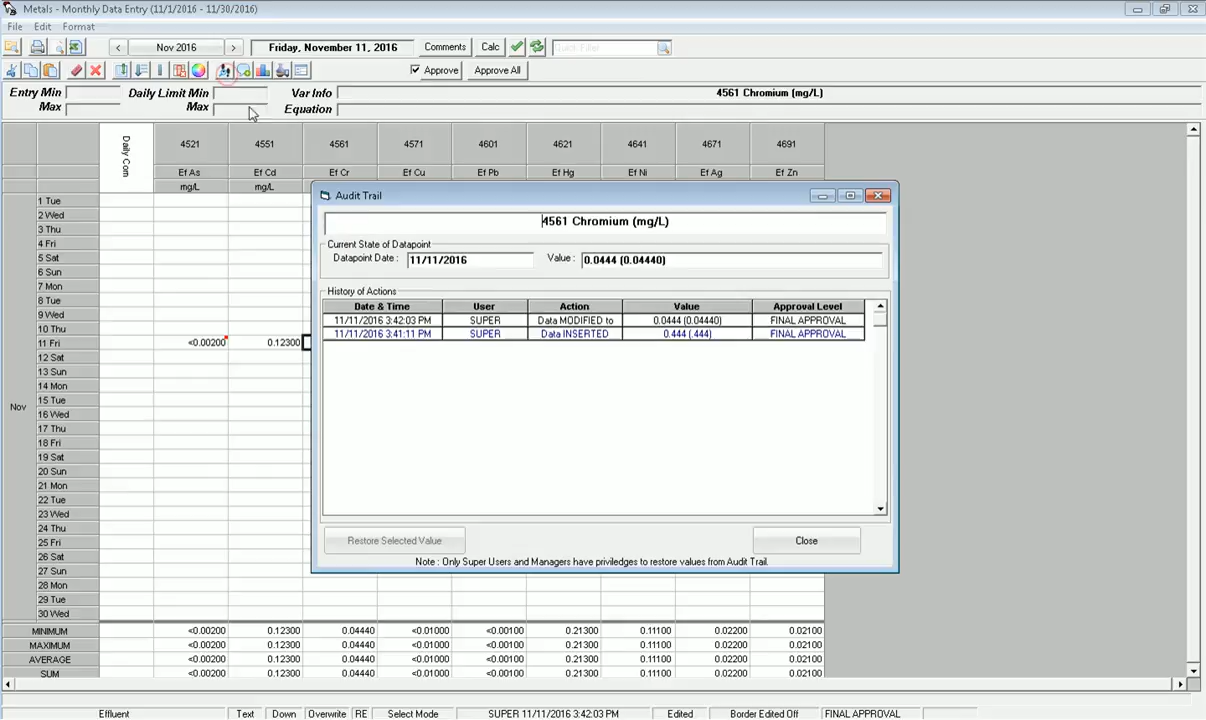 Metals - Monthly Data Entry (11/1/2016 - 11/30/2016)
File Edit Format
< Nov 2016 > Friday, November 11, 2016 Comments Calc Quick Filter
Approve Approve All
Entry Min Daily Limit Min Var Info 4561 Chromium (mg/L)
Max Max Equation
Daily Com
4521 4551 4561 4571 4601 4621 4641 4671 4691
Ef As Ef Cd Ef Cr Ef Cu Ef Pb Ef Hg Ef Ni Ef Ag Ef Zn
mg/L mg/L
Audit Trail
4561 Chromium (mg/L)
Current State of Datapoint
Datapoint Date : 11/11/2016 Value : 0.0444 (0.04440)
History of Actions
Date & Time User Action Value Approval Level
11/11/2016 3:42:03 PM SUPER Data MODIFIED to 0.0444 (0.04440) FINAL APPROVAL
11/11/2016 3:41:11 PM SUPER Data INSERTED 0.444 (.444) FINAL APPROVAL
Restore Selected Value Close
Note : Only Super Users and Managers have priviledges to restore values from Audit Trail.
Nov
1 Tue
2 Wed
3 Thu
4 Fri
5 Sat
6 Sun
7 Mon
8 Tue
9 Wed
10 Thu
11 Fri <0.00200 0.12300
12 Sat
13 Sun
14 Mon
15 Tue
16 Wed
17 Thu
18 Fri
19 Sat
20 Sun
21 Mon
22 Tue
23 Wed
24 Thu
25 Fri
26 Sat
27 Sun
28 Mon
29 Tue
30 Wed
MINIMUM <0.00200 0.12300 0.04440 <0.01000 <0.00100 0.21300 0.11100 0.02200 0.02100
MAXIMUM <0.00200 0.12300 0.04440 <0.01000 <0.00100 0.21300 0.11100 0.02200 0.02100
AVERAGE <0.00200 0.12300 0.04440 <0.01000 <0.00100 0.21300 0.11100 0.02200 0.02100
SUM <0.00200 0.12300 0.04440 <0.01000 <0.00100 0.21300 0.11100 0.02200 0.02100
Effluent Text Down Overwrite RE Select Mode SUPER 11/11/2016 3:42:03 PM Edited Border Edited Off FINAL APPROVAL